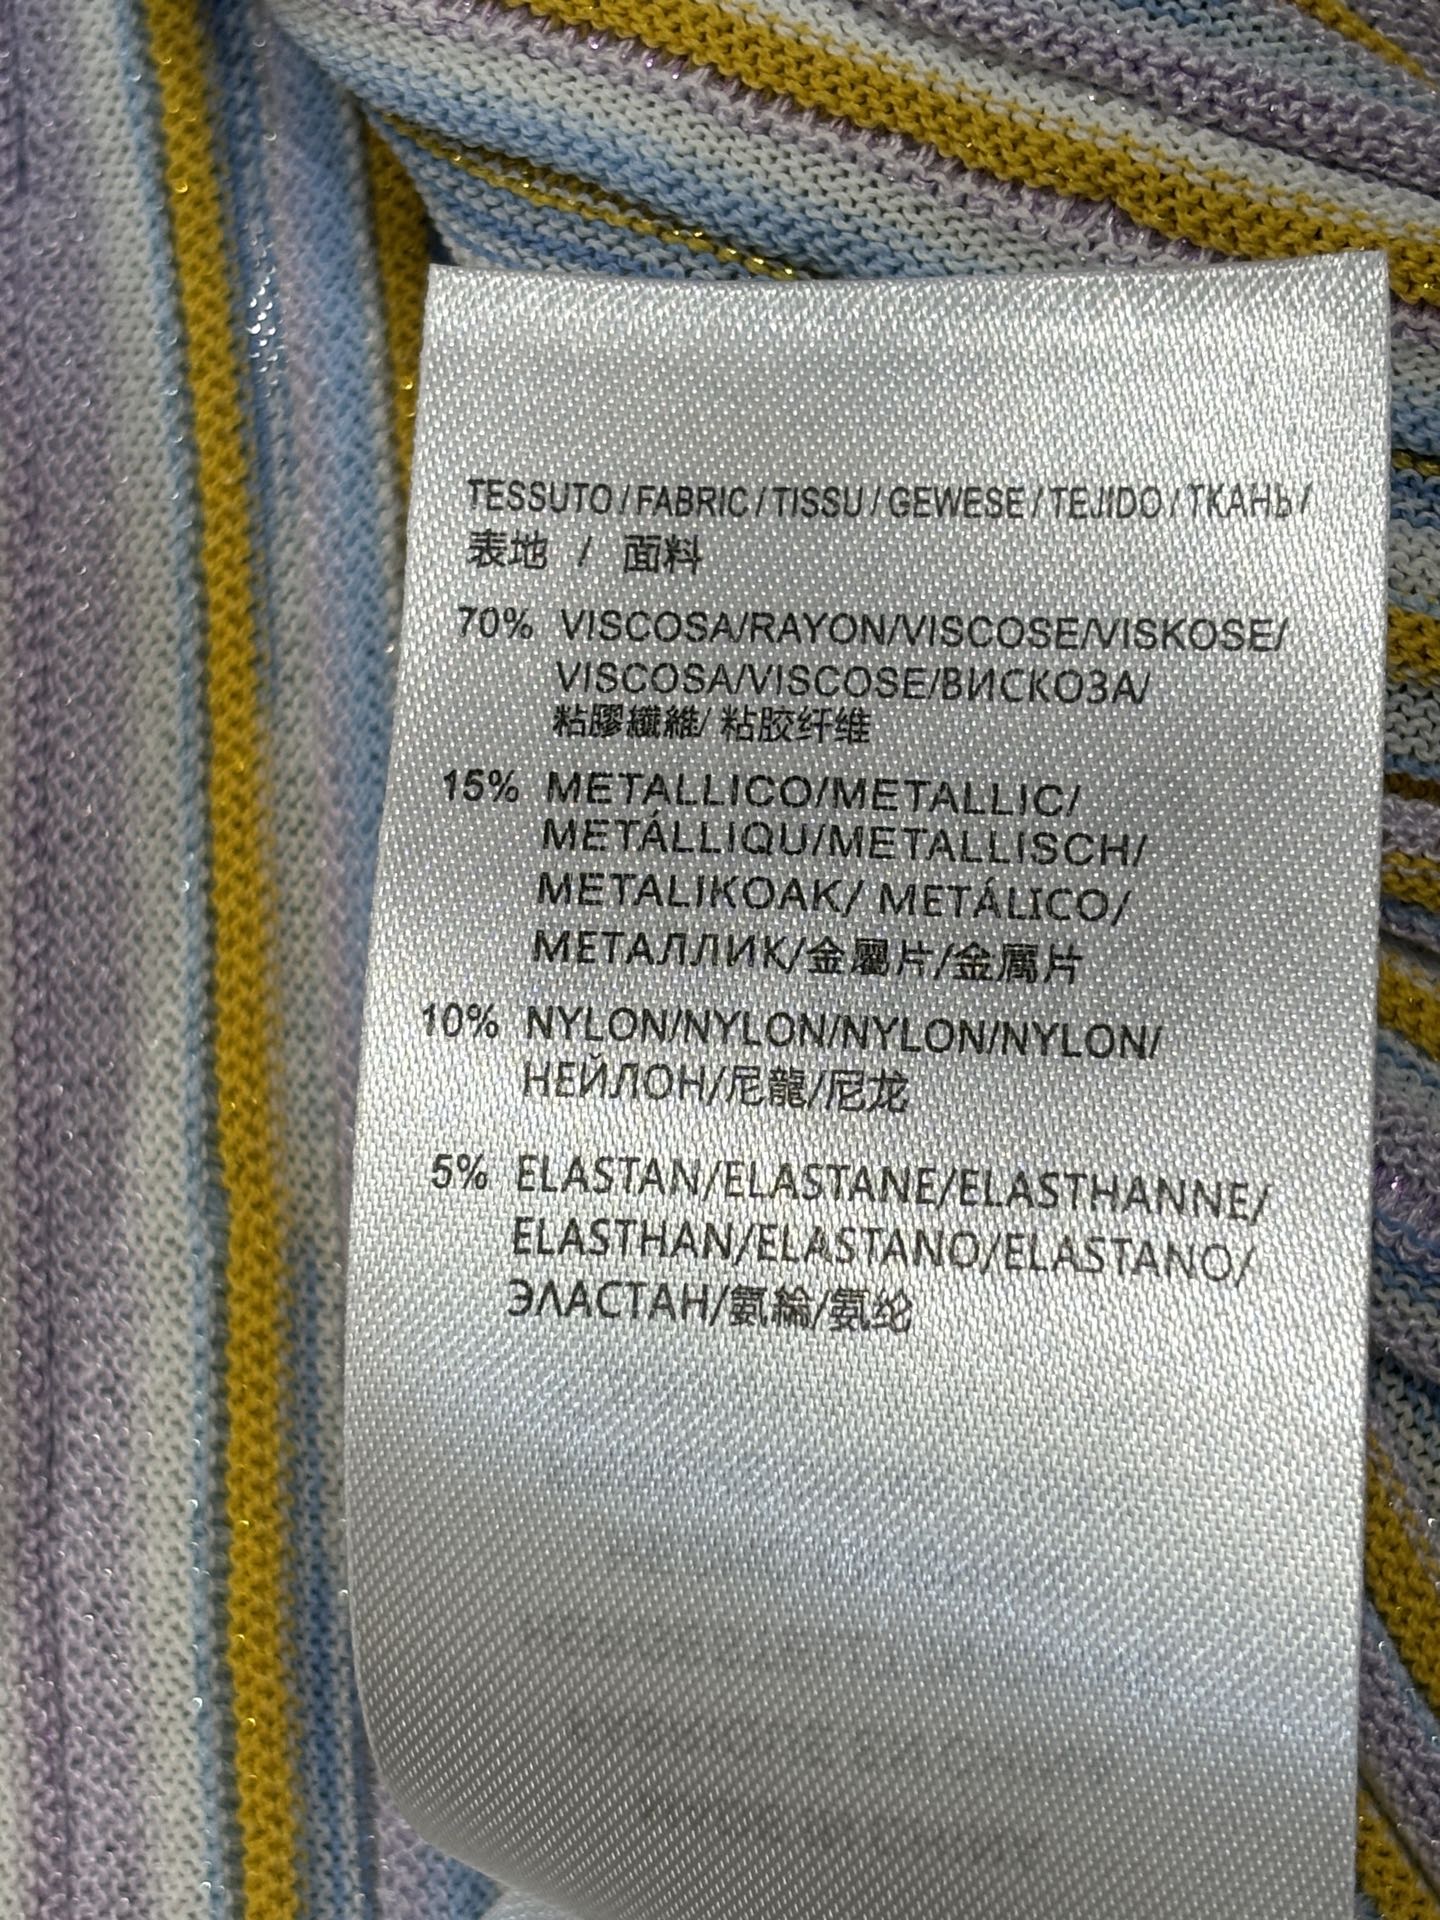 TESSUTO / FABRIC / TISSU / GEWESE / TEJIDO / ТКАНЬ /
表地 / 面料
70% VISCOSA/RAYON/VISCOSE/VISKOSE/
VISCOSA/VISCOSE/ВИСКОЗА/
粘膠纖維/ 粘胶纤维
15% METALLICO/METALLIC/
METÁLLIQU/METALLISCH/
METALIKOAK/ METÁLICO/
МЕТАЛЛИК/金屬片/金属片
10% NYLON/NYLON/NYLON/NYLON/
НЕЙЛОН/尼龍/尼龙
5% ELASTAN/ELASTANE/ELASTHANNE/
ELASTHAN/ELASTANO/ELASTANO/
ЭЛАСТАН/氨綸/氨纶